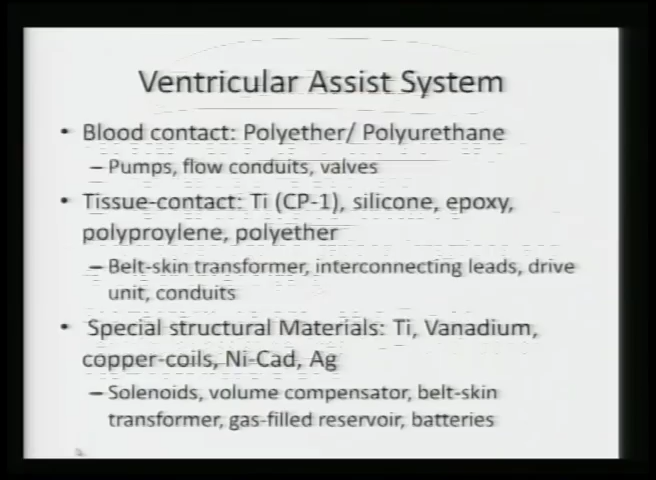 Ventricular Assist System
• Blood contact: Polyether/ Polyurethane
– Pumps, flow conduits, valves
• Tissue-contact: Ti (CP-1), silicone, epoxy,
polyproylene, polyether
– Belt-skin transformer, interconnecting leads, drive
unit, conduits
• Special structural Materials: Ti, Vanadium,
copper-coils, Ni-Cad, Ag
– Solenoids, volume compensator, belt-skin
transformer, gas-filled reservoir, batteries